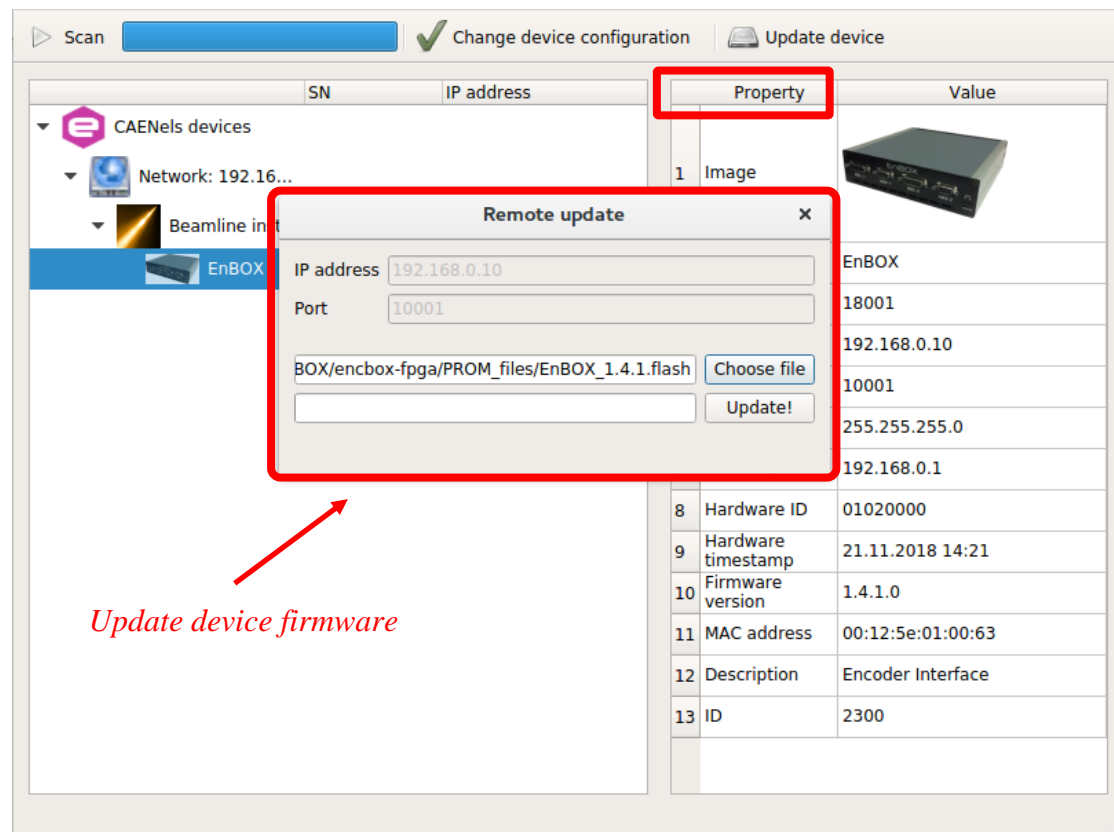 Scan
Change device configuration
Update device
SN IP address
Property Value
CAENels devices
Network: 192.16...
Beamline inst
EnBOX
1 Image
EnBOX
EnBOX
18001
192.168.0.10
10001
255.255.255.0
192.168.0.1
8 Hardware ID 01020000
9 Hardware
timestamp 21.11.2018 14:21
10 Firmware
version 1.4.1.0
11 MAC address 00:12:5e:01:00:63
12 Description Encoder Interface
13 ID 2300
Remote update
IP address 192.168.0.10
Port 10001
BOX/encbox-fpga/PROM_files/EnBOX_1.4.1.flash Choose file
Update!
Update device firmware